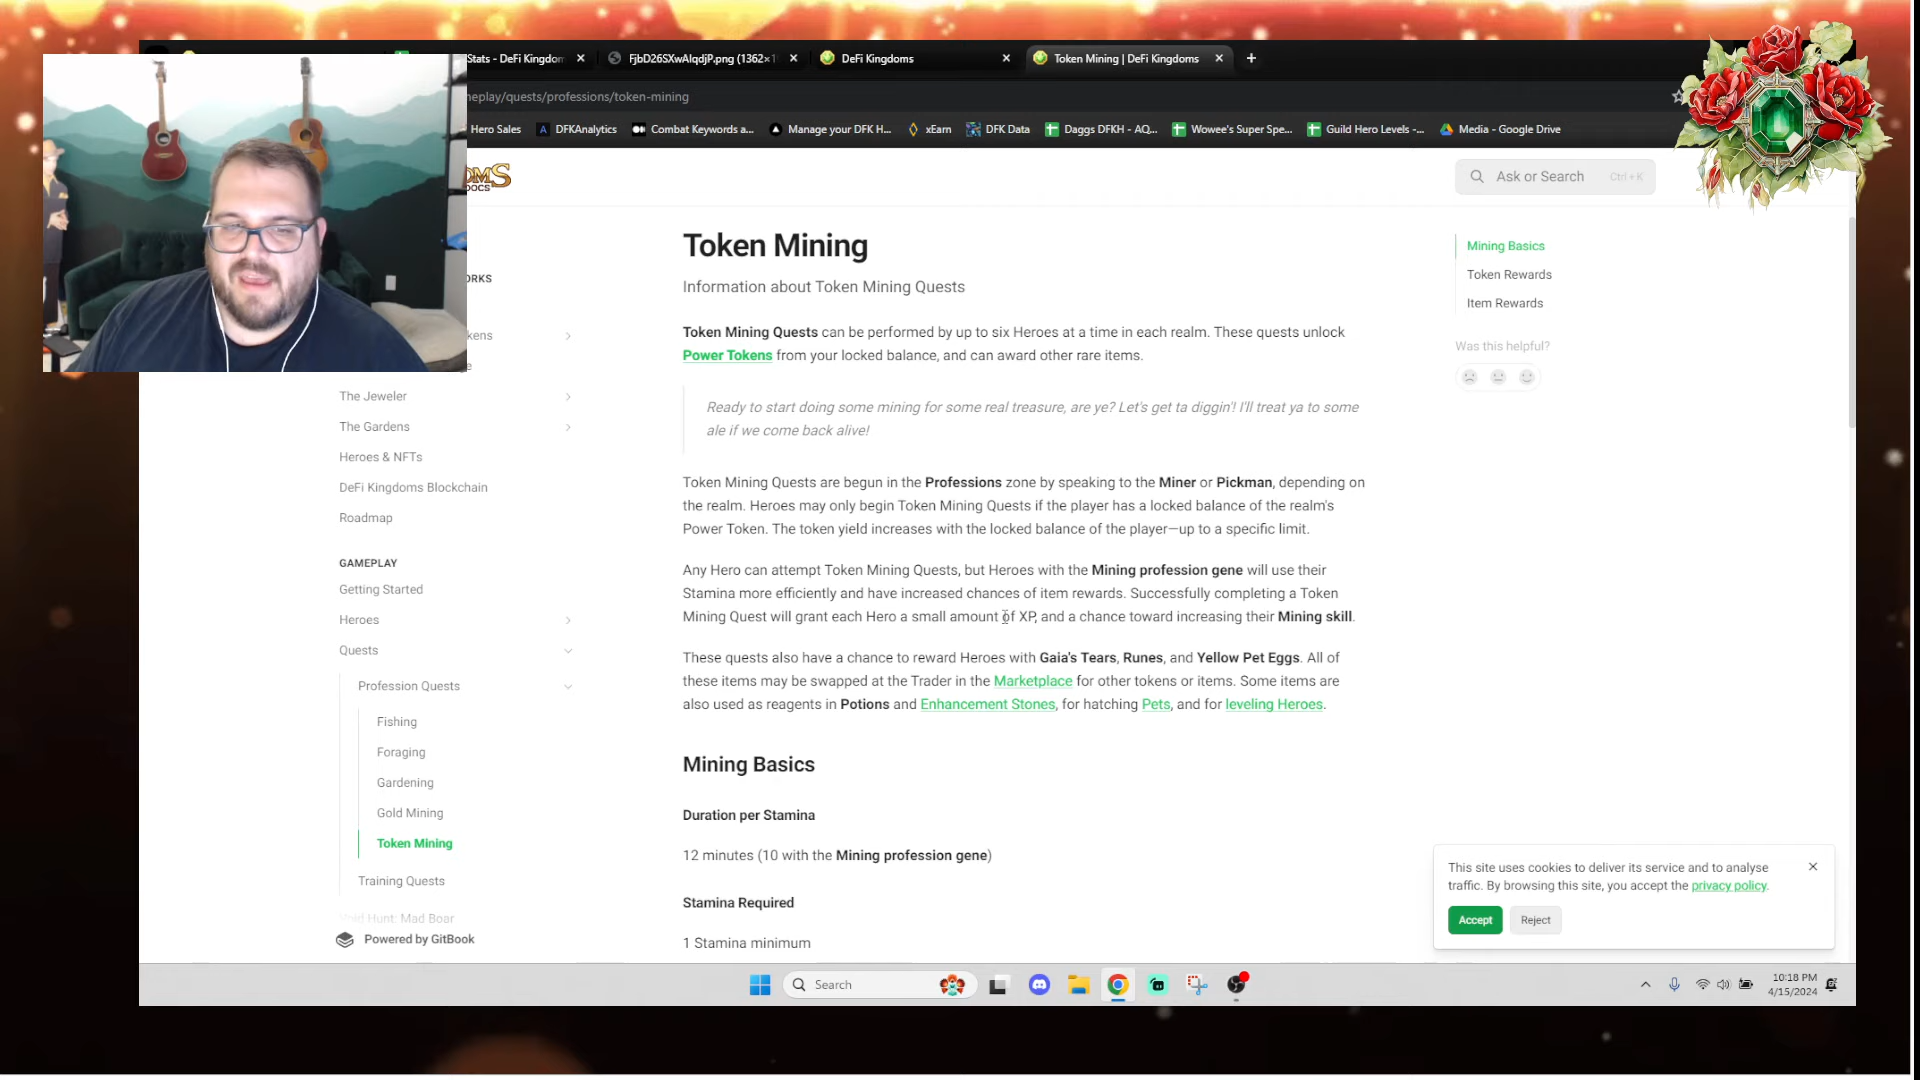 Stats - DeFi Kingdom
FjbD26SXwAIqdjP.png (1362×1
DeFi Kingdoms
Token Mining | DeFi Kingdoms
eplay/quests/professions/token-mining
Hero Sales
DFKAnalytics
Combat Keywords a...
Manage your DFK H...
xEarn
DFK Data
Daggs DFKH - AQ...
Wowee's Super Spe...
Guild Hero Levels -...
Media - Google Drive
DOCS
Ask or Search
Ctrl + K
ORKS
kens
The Jeweler
The Gardens
Heroes & NFTs
DeFi Kingdoms Blockchain
Roadmap
GAMEPLAY
Getting Started
Heroes
Quests
Profession Quests
Fishing
Foraging
Gardening
Gold Mining
Token Mining
Training Quests
Void Hunt: Mad Boar
Powered by GitBook
Token Mining
Information about Token Mining Quests
Token Mining Quests can be performed by up to six Heroes at a time in each realm. These quests unlock
Power Tokens from your locked balance, and can award other rare items.
Ready to start doing some mining for some real treasure, are ye? Let's get ta diggin'! I'll treat ya to some
ale if we come back alive!
Token Mining Quests are begun in the Professions zone by speaking to the Miner or Pickman, depending on
the realm. Heroes may only begin Token Mining Quests if the player has a locked balance of the realm's
Power Token. The token yield increases with the locked balance of the player—up to a specific limit.
Any Hero can attempt Token Mining Quests, but Heroes with the Mining profession gene will use their
Stamina more efficiently and have increased chances of item rewards. Successfully completing a Token
Mining Quest will grant each Hero a small amount of XP, and a chance toward increasing their Mining skill.
These quests also have a chance to reward Heroes with Gaia's Tears, Runes, and Yellow Pet Eggs. All of
these items may be swapped at the Trader in the Marketplace for other tokens or items. Some items are
also used as reagents in Potions and Enhancement Stones, for hatching Pets, and for leveling Heroes.
Mining Basics
Duration per Stamina
12 minutes (10 with the Mining profession gene)
Stamina Required
1 Stamina minimum
Mining Basics
Token Rewards
Item Rewards
Was this helpful?
This site uses cookies to deliver its service and to analyse
traffic. By browsing this site, you accept the privacy policy.
Accept
Reject
Search
10:18 PM
4/15/2024